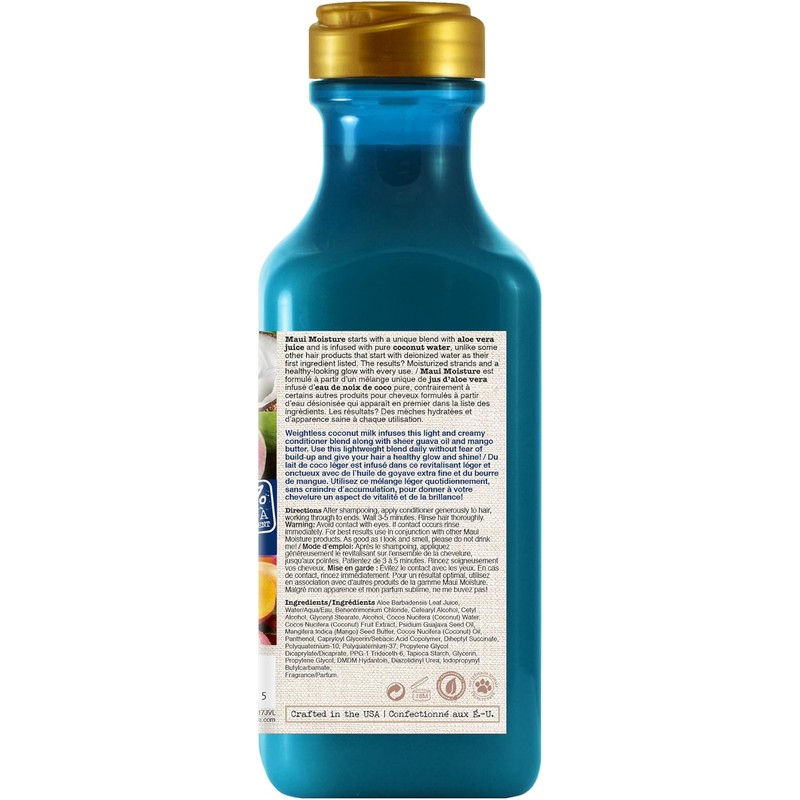 Maui Moisture starts with a unique blend with aloe vera
juice and is infused with pure coconut water, unlike some
other hair products that start with deionized water as their
first ingredient listed. The results? Moisturized strands and a
healthy-looking glow with every use. / Maui Moisture est
formulé à partir d'un mélange unique de jus d'aloe vera
infusé d'eau de noix de coco pure, contrairement à
certains autres produits pour cheveux formulés à partir
d'eau désionisée qui apparaît en premier dans la liste des
ingrédients. Les résultats? Des mèches hydratées et
d'apparence saine à chaque utilisation.
Weightless coconut milk infuses this light and creamy
conditioner blend along with sheer guava oil and mango
butter. Use this lightweight blend daily without fear of
build-up and give your hair a healthy glow and shine! / Du
lait de coco léger est infusé dans ce revitalisant léger et
onctueux avec de l'huile de goyave extra fine et du beurre
de mangue. Utilisez ce mélange léger quotidiennement,
sans craindre d'accumulation, pour donner à votre
chevelure un aspect de vitalité et de la brillance!
Directions After shampooing, apply conditioner generously to hair,
working through to ends. Wait 3-5 minutes. Rinse hair thoroughly.
Warning: Avoid contact with eyes. If contact occurs rinse
immediately. For best results use in conjunction with other Maui
Moisture products. As good as I look and smell, please do not drink
me! / Mode d'emploi: Après le shampooing, appliquez
généreusement le revitalisant sur l'ensemble de la chevelure,
jusqu'aux pointes. Patientez de 3 à 5 minutes. Rincez soigneusement
vos cheveux. Mise en garde : Évitez le contact avec les yeux. En cas
de contact, rincez immédiatement. Pour un résultat optimal, utilisez
en association avec d'autres produits de la gamme Maui Moisture.
Malgré mon apparence et mon parfum sublime, ne me buvez pas!
Ingredients/Ingrédients Aloe Barbadensis Leaf Juice,
Water/Aqua/Eau, Behentrimonium Chloride, Cetearyl Alcohol, Cetyl
Alcohol, Glyceryl Stearate, Alcohol, Cocos Nucifera (Coconut) Water,
Cocos Nucifera (Coconut) Fruit Extract, Psidium Guajava Seed Oil,
Mangifera Indica (Mango) Seed Butter, Cocos Nucifera (Coconut) Oil,
Panthenol, Caprylyl Glycerin/Sebacic Acid Copolymer, Diheptyl Succinate,
Polyquaternium-10, Polyquaternium-37, Propylene Glycol
Dicaprylate/Dicaprate, PPG-1 Trideceth-6, Tapioca Starch, Glycerin,
Propylene Glycol, DMDM Hydantoin, Diazolidinyl Urea, Iodopropynyl
Butylcarbamate,
Fragrance/Parfum.
5
Crafted in the USA | Confectionné aux É.-U.